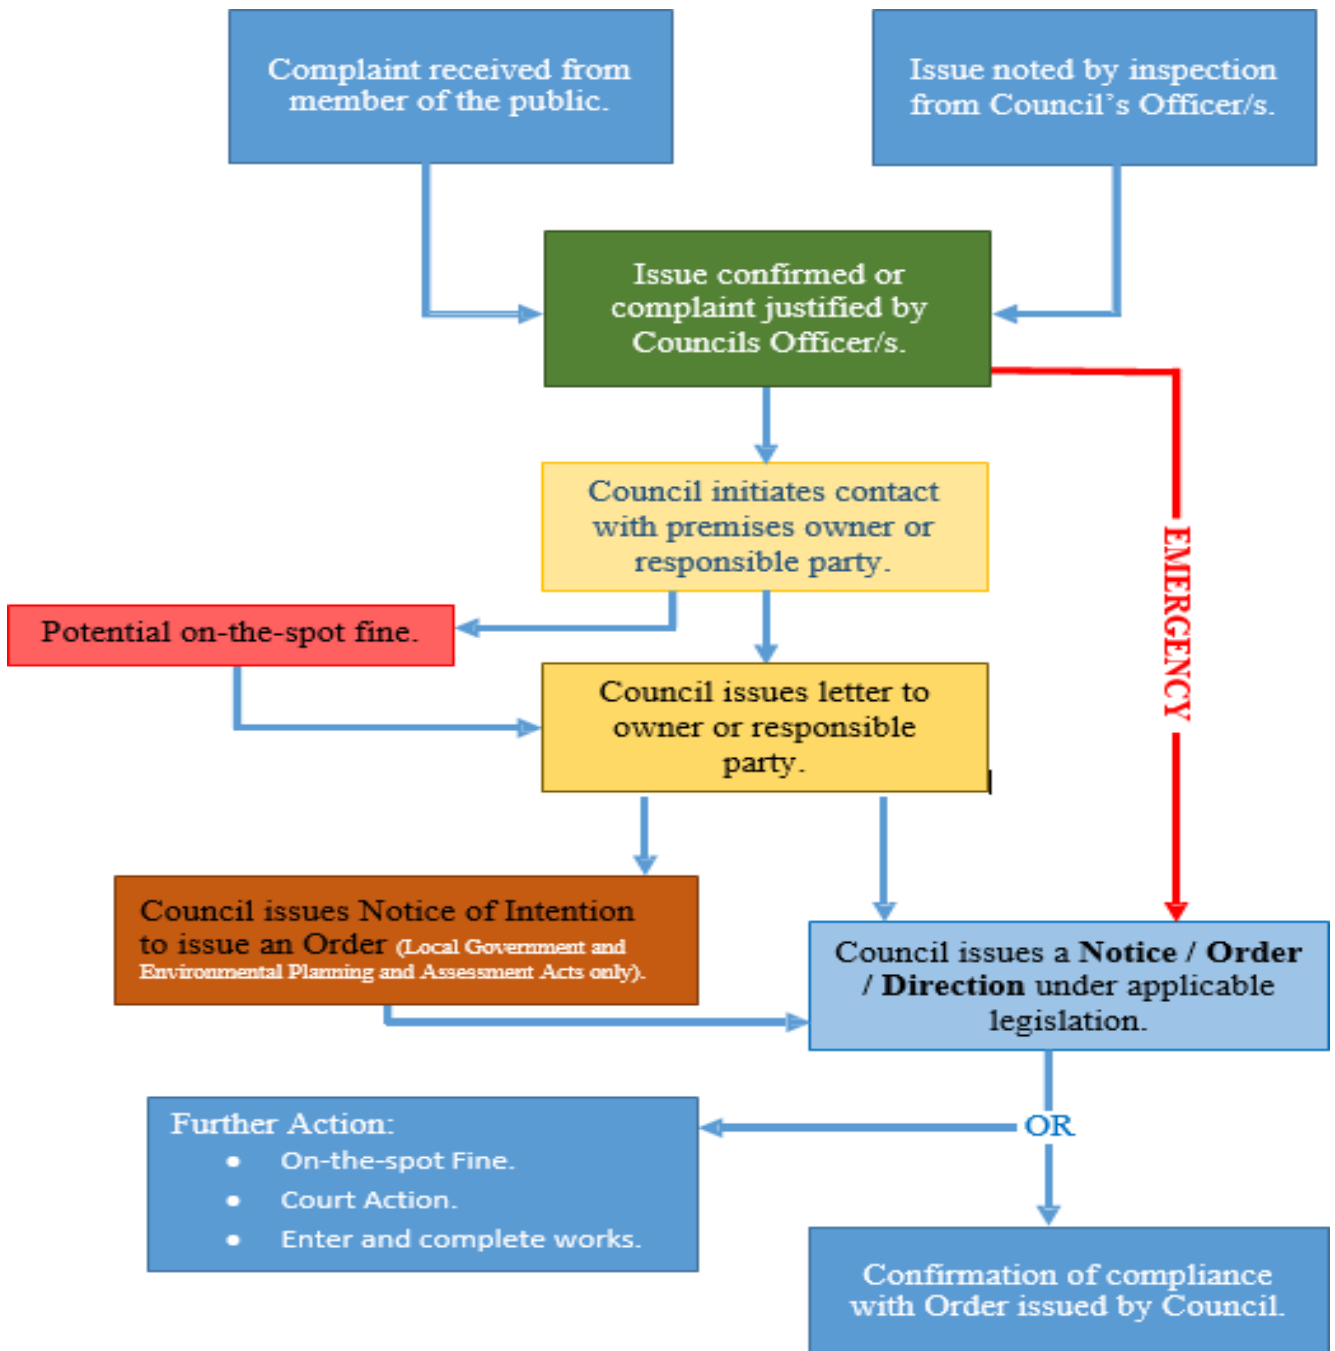 Complaint received from
member of the public.
Issue noted by inspection
from Council’s Officer/s.
Issue confirmed or
complaint justified by
Councils Officer/s.
Council initiates contact
with premises owner or
responsible party.
EMERGENCY
Potential on-the-spot fine.
Council issues letter to
owner or responsible
party.
Council issues Notice of Intention
to issue an Order (Local Government and
Environmental Planning and Assessment Acts only).
Council issues a Notice / Order
/ Direction under applicable
legislation.
OR
Further Action:
• On-the-spot Fine.
• Court Action.
• Enter and complete works.
Confirmation of compliance
with Order issued by Council.